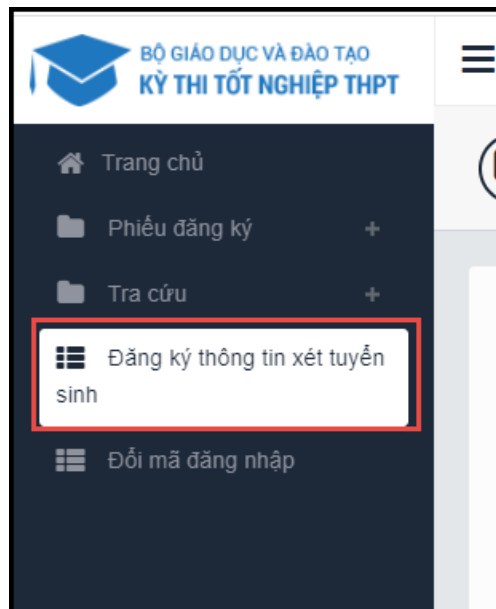 BỘ GIÁO DỤC VÀ ĐÀO TẠO
KỲ THI TỐT NGHIỆP THPT
Trang chủ
Phiếu đăng ký +
Tra cứu +
Đăng ký thông tin xét tuyển
sinh
Đổi mã đăng nhập